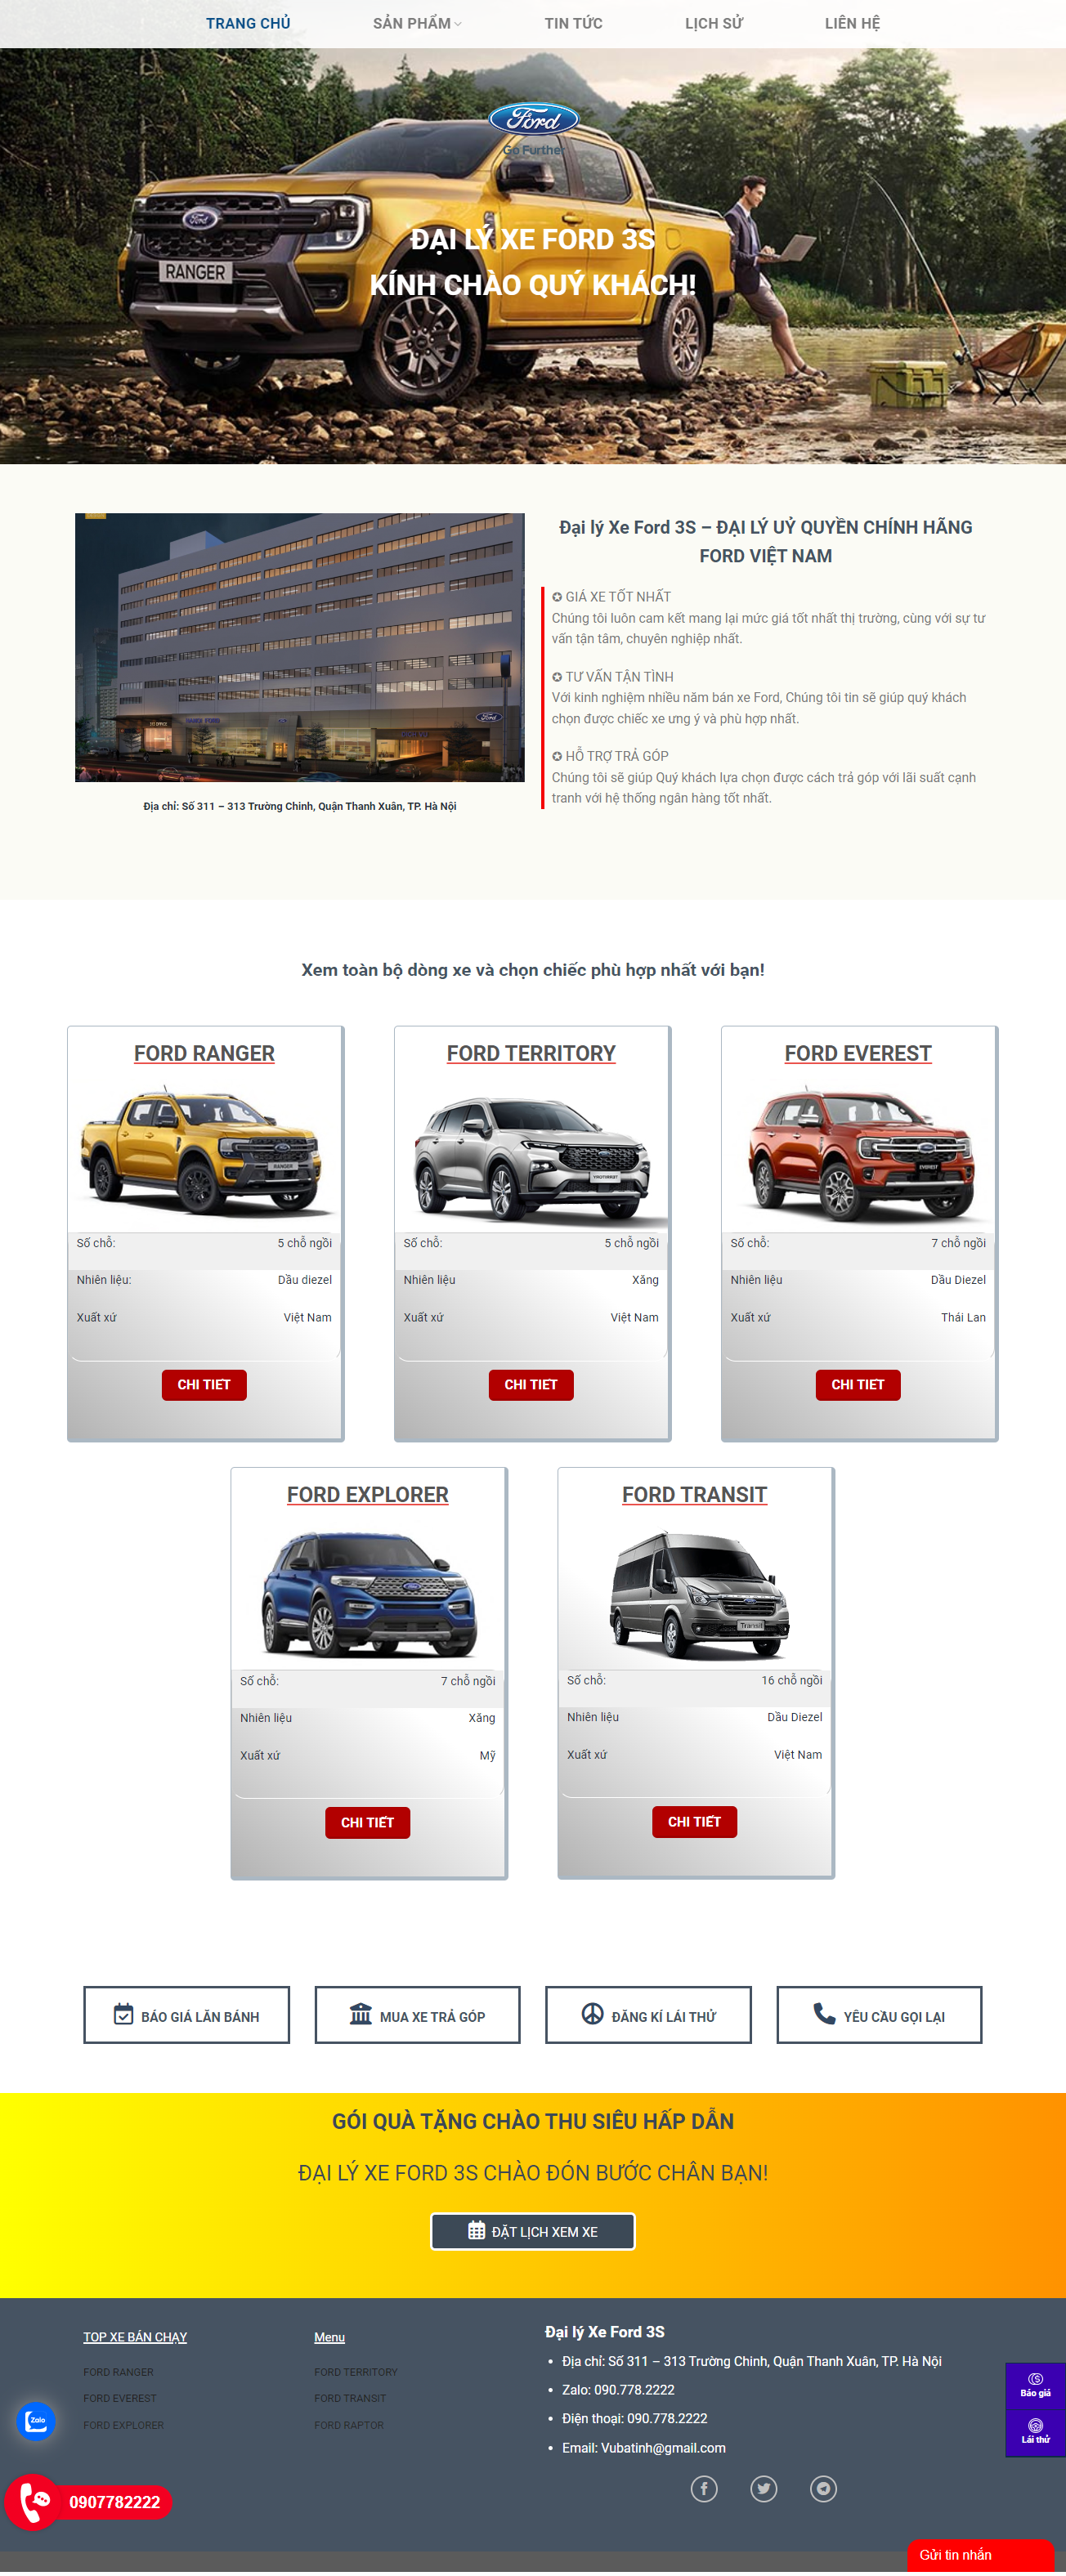 TRANG CHỦ
SẢN PHẨM
TIN TỨC
LỊCH SỬ
LIÊN HỆ
Ford
Go Further
ĐẠI LÝ XE FORD 3S
KÍNH CHÀO QUÝ KHÁCH!
RANGER
Đại lý Xe Ford 3S – ĐẠI LÝ UỶ QUYỀN CHÍNH HÃNG
FORD VIỆT NAM
✪ GIÁ XE TỐT NHẤT
Chúng tôi luôn cam kết mang lại mức giá tốt nhất thị trường, cùng với sự tư
vấn tận tâm, chuyên nghiệp nhất.
✪ TƯ VẤN TẬN TÌNH
Với kinh nghiệm nhiều năm bán xe Ford, Chúng tôi tin sẽ giúp quý khách
chọn được chiếc xe ưng ý và phù hợp nhất.
✪ HỖ TRỢ TRẢ GÓP
Chúng tôi sẽ giúp Quý khách lựa chọn được cách trả góp với lãi suất cạnh
tranh với hệ thống ngân hàng tốt nhất.
Địa chỉ: Số 311 – 313 Trường Chinh, Quận Thanh Xuân, TP. Hà Nội
Xem toàn bộ dòng xe và chọn chiếc phù hợp nhất với bạn!
FORD RANGER
RANGER
Số chỗ: 5 chỗ ngồi
Nhiên liệu: Dầu diezel
Xuất xứ Việt Nam
CHI TIẾT
FORD TERRITORY
Số chỗ: 5 chỗ ngồi
Nhiên liệu Xăng
Xuất xứ Việt Nam
CHI TIẾT
FORD EVEREST
EVEREST
Số chỗ: 7 chỗ ngồi
Nhiên liệu Dầu Diezel
Xuất xứ Thái Lan
CHI TIẾT
FORD EXPLORER
Số chỗ: 7 chỗ ngồi
Nhiên liệu Xăng
Xuất xứ Mỹ
CHI TIẾT
FORD TRANSIT
Transit
Số chỗ: 16 chỗ ngồi
Nhiên liệu Dầu Diezel
Xuất xứ Việt Nam
CHI TIẾT
BÁO GIÁ LĂN BÁNH
MUA XE TRẢ GÓP
ĐĂNG KÍ LÁI THỬ
YÊU CẦU GỌI LẠI
GÓI QUÀ TẶNG CHÀO THU SIÊU HẤP DẪN
ĐẠI LÝ XE FORD 3S CHÀO ĐÓN BƯỚC CHÂN BẠN!
ĐẶT LỊCH XEM XE
TOP XE BÁN CHẠY
FORD RANGER
FORD EVEREST
FORD EXPLORER
Menu
FORD TERRITORY
FORD TRANSIT
FORD RAPTOR
Đại lý Xe Ford 3S
• Địa chỉ: Số 311 – 313 Trường Chinh, Quận Thanh Xuân, TP. Hà Nội
• Zalo: 090.778.2222
• Điện thoại: 090.778.2222
• Email: Vubatinh@gmail.com
Báo giá
Lái thử
Zalo
0907782222
Gửi tin nhắn